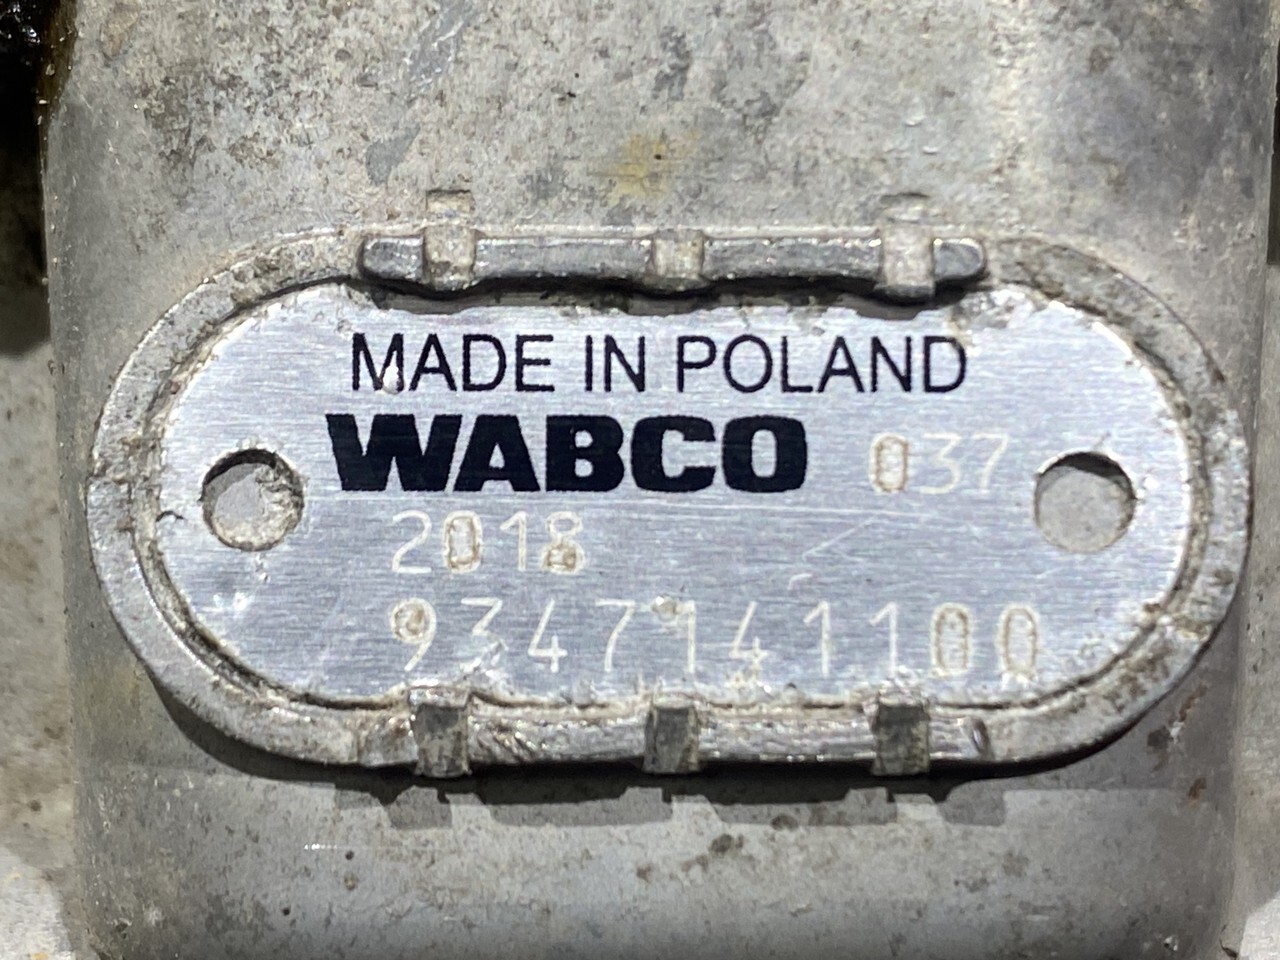 MADE IN POLAND
WABCO 037
2018
9347141100